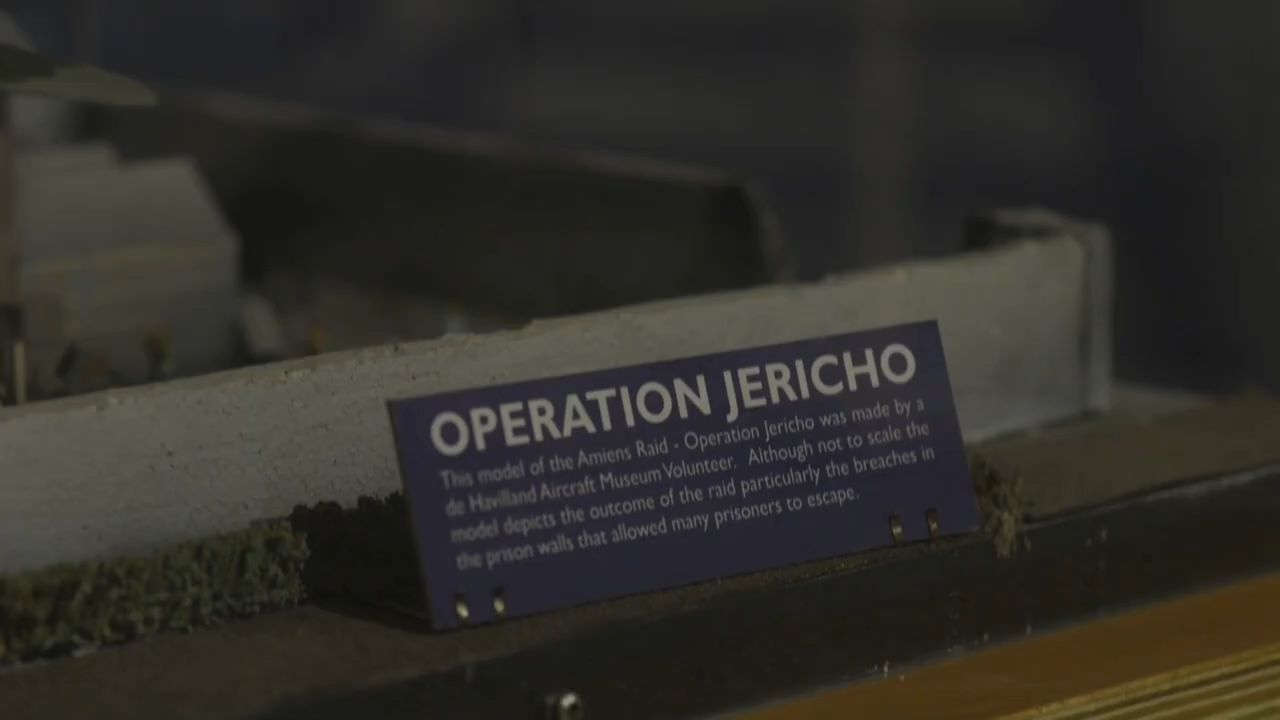 OPERATION JERICHO
This model of the Amiens Raid - Operation Jericho was made by a
de Havilland Aircraft Museum Volunteer. Although not to scale the
model depicts the outcome of the raid particularly the breaches in
the prison walls that allowed many prisoners to escape.